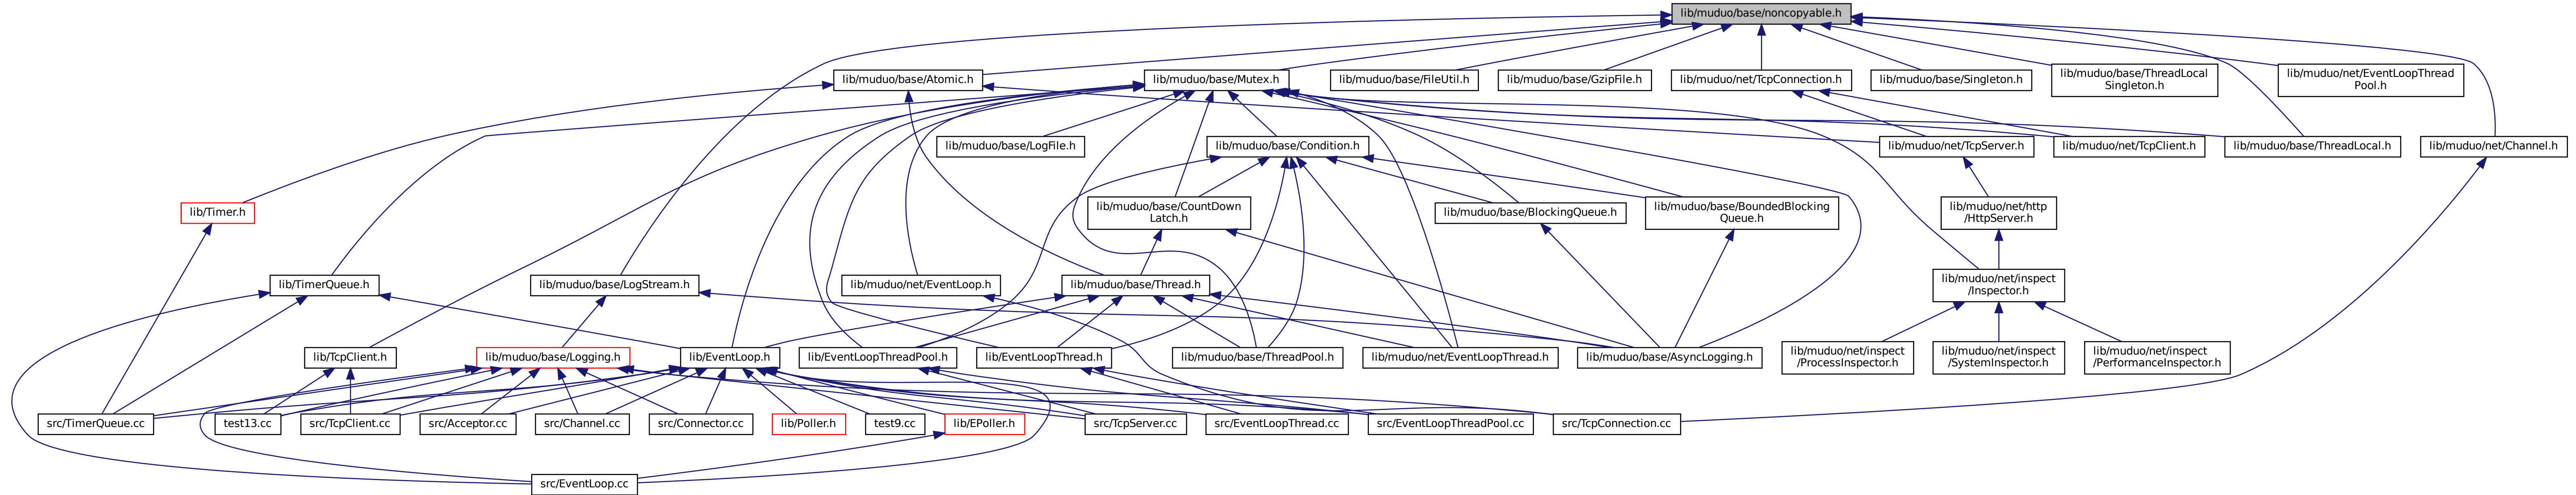 lib/muduo/base/noncopyable.h
lib/muduo/base/Atomic.h
lib/muduo/base/Mutex.h
lib/muduo/base/FileUtil.h
lib/muduo/base/GzipFile.h
lib/muduo/net/TcpConnection.h
lib/muduo/base/Singleton.h
lib/muduo/base/ThreadLocal
Singleton.h
lib/muduo/net/EventLoopThread
Pool.h
lib/muduo/base/LogFile.h
lib/muduo/base/Condition.h
lib/muduo/net/TcpServer.h
lib/muduo/net/TcpClient.h
lib/muduo/base/ThreadLocal.h
lib/muduo/net/Channel.h
lib/Timer.h
lib/muduo/base/CountDown
Latch.h
lib/muduo/base/BlockingQueue.h
lib/muduo/base/BoundedBlocking
Queue.h
lib/muduo/net/http
/HttpServer.h
lib/TimerQueue.h
lib/muduo/base/LogStream.h
lib/muduo/net/EventLoop.h
lib/muduo/base/Thread.h
lib/muduo/net/inspect
/Inspector.h
lib/TcpClient.h
lib/muduo/base/Logging.h
lib/EventLoop.h
lib/EventLoopThreadPool.h
lib/EventLoopThread.h
lib/muduo/base/ThreadPool.h
lib/muduo/net/EventLoopThread.h
lib/muduo/base/AsyncLogging.h
lib/muduo/net/inspect
/ProcessInspector.h
lib/muduo/net/inspect
/SystemInspector.h
lib/muduo/net/inspect
/PerformanceInspector.h
src/TimerQueue.cc
test13.cc
src/TcpClient.cc
src/Acceptor.cc
src/Channel.cc
src/Connector.cc
lib/Poller.h
test9.cc
lib/EPoller.h
src/TcpServer.cc
src/EventLoopThread.cc
src/EventLoopThreadPool.cc
src/TcpConnection.cc
src/EventLoop.cc